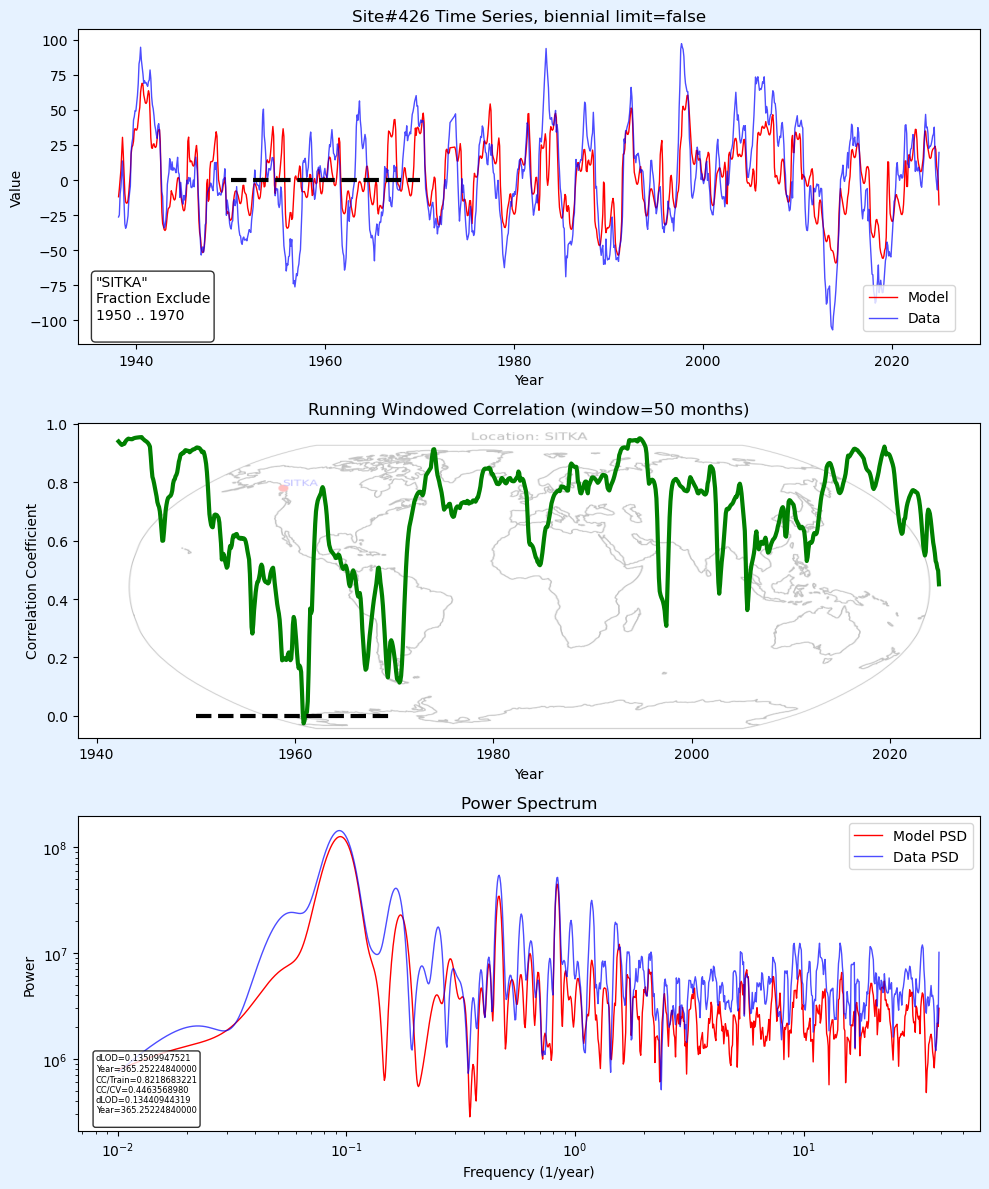 Site#426 Time Series, biennial limit=false
100
75
50
25
0
−25
−50
−75
−100
Value
"SITKA"
Fraction Exclude
1950 .. 1970
Model
Data
1940
1960
1980
2000
2020
Year
Running Windowed Correlation (window=50 months)
1.0
0.8
0.6
0.4
0.2
0.0
Correlation Coefficient
Location: SITKA
SITKA
1940
1960
1980
2000
2020
Year
Power Spectrum
10⁸
10⁷
10⁶
Power
Model PSD
Data PSD
dLOD=0.13509947521
Year=365.25224840000
CC/Train=0.8218683221
CC/CV=0.4463568980
dLOD=0.13440944319
Year=365.25224840000
10⁻²
10⁻¹
10⁰
10¹
Frequency (1/year)